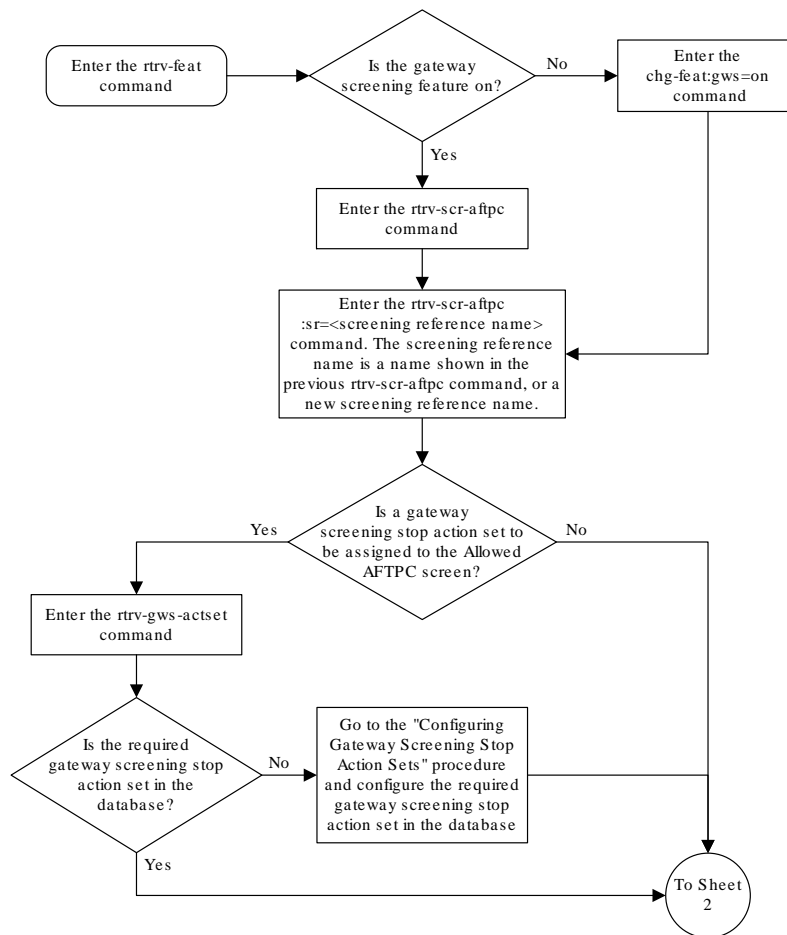 Enter the rtrv-feat
command
Is the gateway
screening feature on?
No
Enter the
chg-feat:gws=on
command
Yes
Enter the rtrv-scr-aftpc
command
Enter the rtrv-scr-aftpc
:sr=<screening reference name>
command. The screening reference
name is a name shown in the
previous rtrv-scr-aftpc command, or a
new screening reference name.
Is a gateway
screening stop action set to
be assigned to the Allowed
AFTPC screen?
Yes
No
Enter the rtrv-gws-actset
command
Is the required
gateway screening stop
action set in the
database?
No
Go to the "Configuring
Gateway Screening Stop
Action Sets" procedure
and configure the required
gateway screening stop
action set in the database
Yes
To Sheet
2